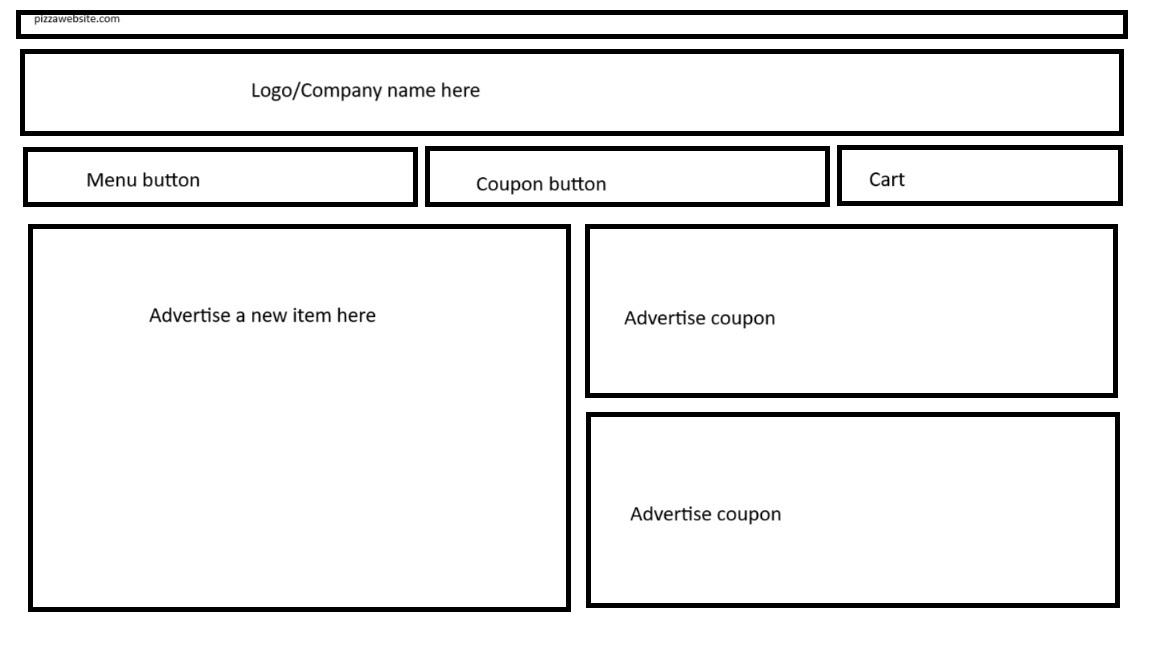 pizzawebsite.com
Logo/Company name here
Menu button
Coupon button
Cart
Advertise a new item here
Advertise coupon
Advertise coupon